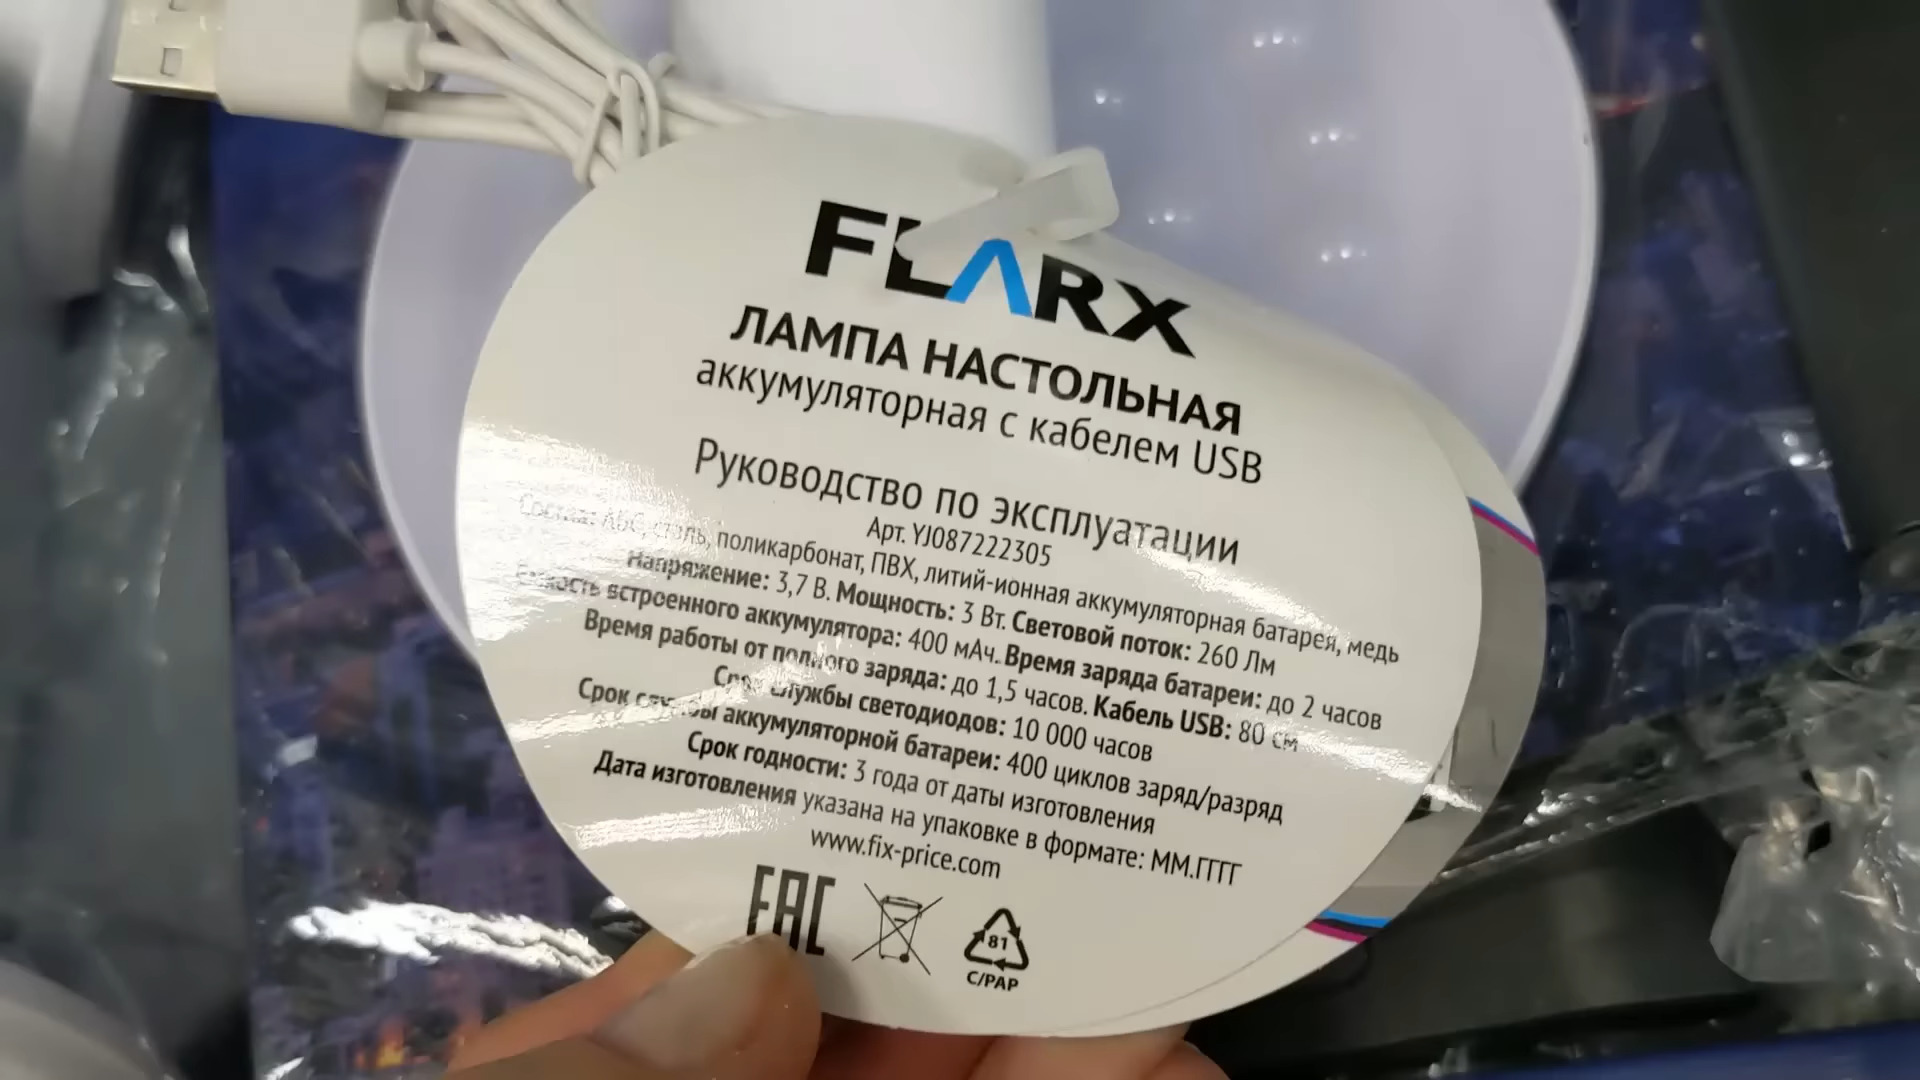 FLARX
ЛАМПА НАСТОЛЬНАЯ
аккумуляторная с кабелем USB
Руководство по эксплуатации
Арт. YJ087222305
Состав: АБС, сталь, поликарбонат, ПВХ, литий-ионная аккумуляторная батарея, медь
Напряжение: 3,7 В. Мощность: 3 Вт. Световой поток: 260 Лм
Емкость встроенного аккумулятора: 400 мАч. Время заряда батареи: до 2 часов
Время работы от полного заряда: до 1,5 часов. Кабель USB: 80 см
Срок службы светодиодов: 10 000 часов
Срок службы аккумуляторной батареи: 400 циклов заряд/разряд
Срок годности: 3 года от даты изготовления
Дата изготовления указана на упаковке в формате: ММ.ГГГГ
www.fix-price.com
EAC
81
C/PAP